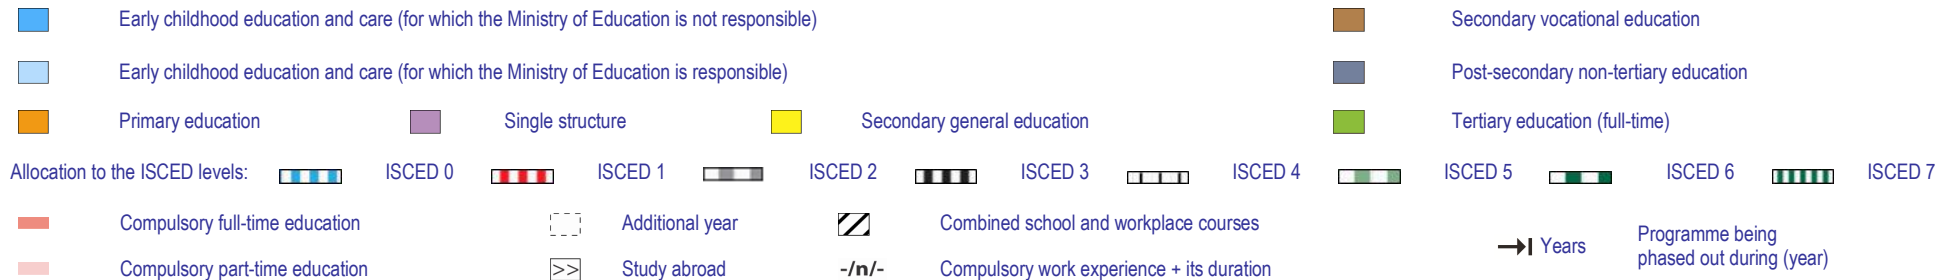 Early childhood education and care (for which the Ministry of Education is not responsible)
Secondary vocational education
Early childhood education and care (for which the Ministry of Education is responsible)
Post-secondary non-tertiary education
Primary education
Single structure
Secondary general education
Tertiary education (full-time)
Allocation to the ISCED levels: ISCED 0 ISCED 1 ISCED 2 ISCED 3 ISCED 4 ISCED 5 ISCED 6 ISCED 7
Compulsory full-time education
Additional year
Combined school and workplace courses
Years
Programme being
phased out during (year)
Compulsory part-time education
>> Study abroad
-/n/- Compulsory work experience + its duration